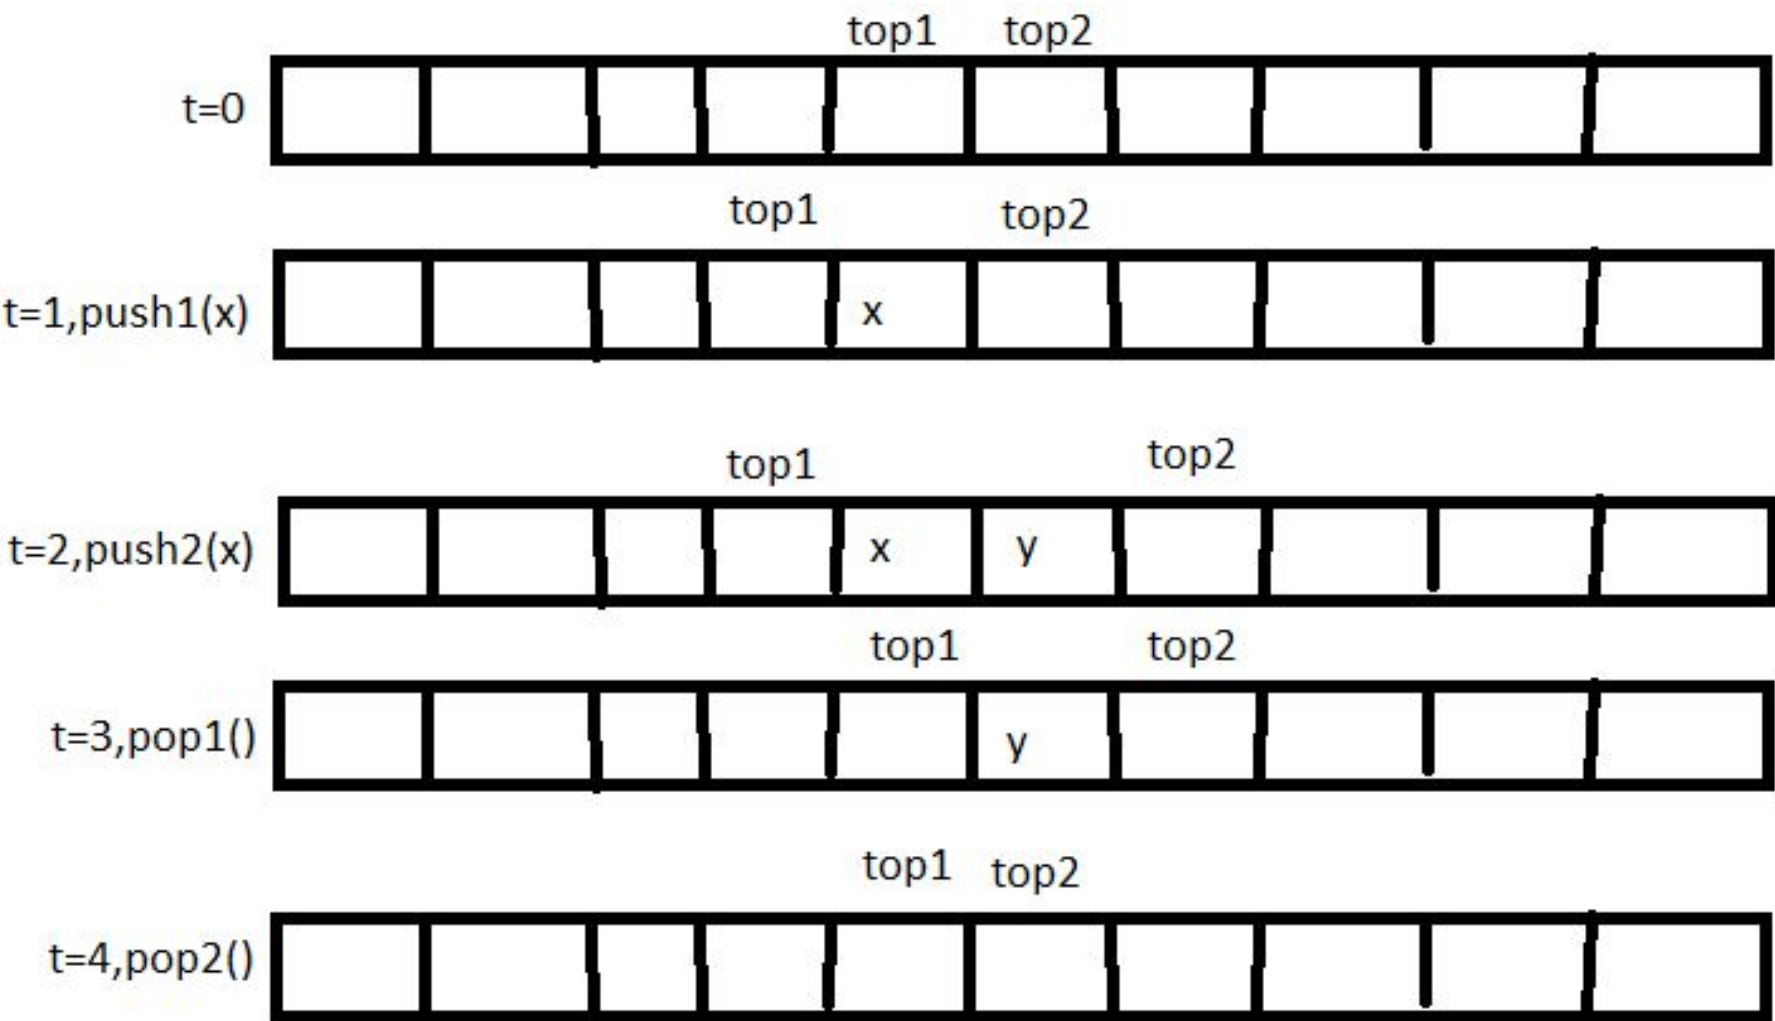 top1 top2
t=0
top1 top2
t=1,push1(x) x
top1 top2
t=2,push2(x) x y
top1 top2
t=3,pop1() y
top1 top2
t=4,pop2()